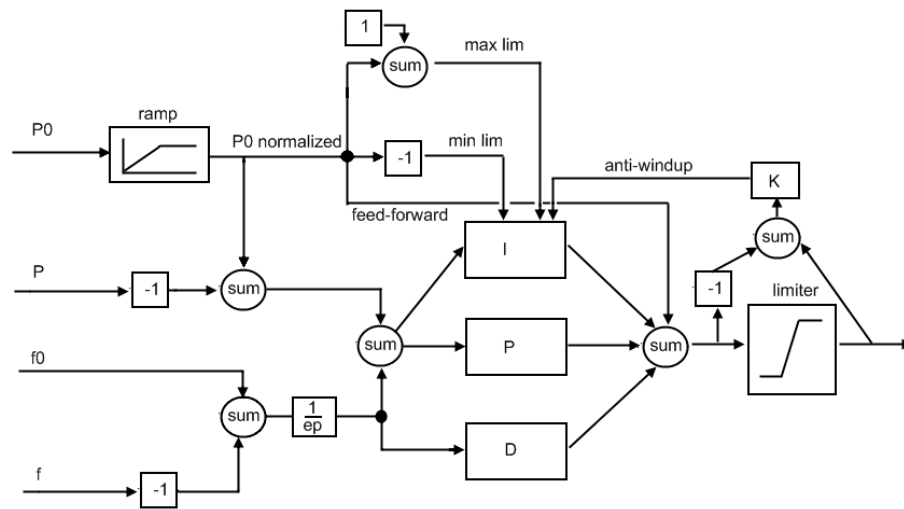 1
max lim
sum
ramp
P0
P0 normalized
-1
min lim
anti-windup
K
feed-forward
sum
I
P
-1
sum
-1
limiter
sum
P
sum
f0
sum
1
ep
D
f
-1